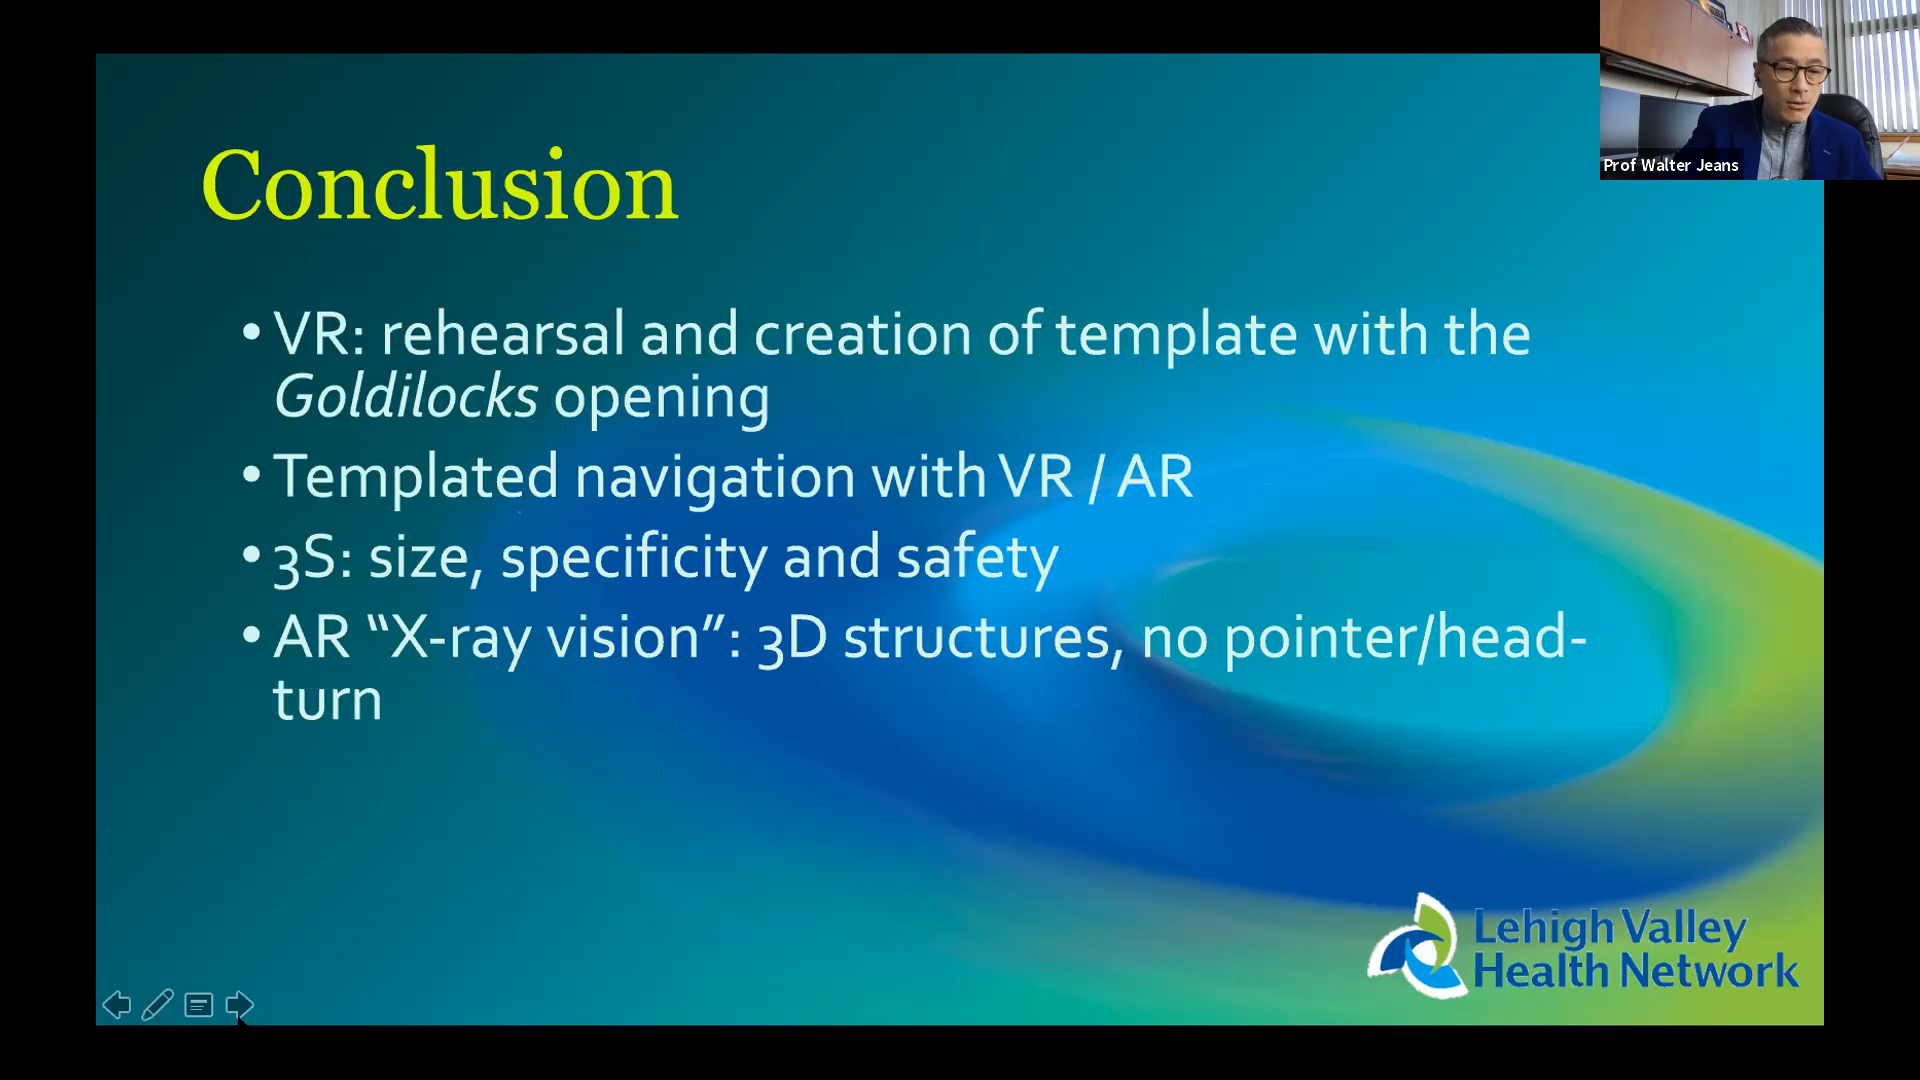 Prof Walter Jeans
Conclusion
• VR: rehearsal and creation of template with the
Goldilocks opening
• Templated navigation with VR / AR
• 3S: size, specificity and safety
• AR “X-ray vision”: 3D structures, no pointer/head-
turn
Lehigh Valley
Health Network